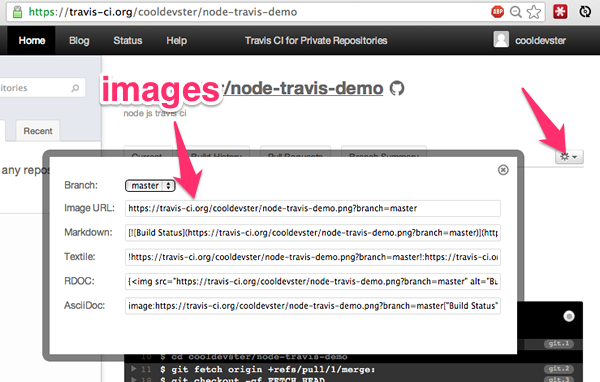 https://travis-ci.org/cooldevster/node-travis-demo
ABP
Home Blog Status Help Travis CI for Private Repositories cooldevster
itories
images/node-travis-demo
node js travis ci
Recent
Current Build History Pull Requests Branch Summary
any repo
Branch: master
Image URL: https://travis-ci.org/cooldevster/node-travis-demo.png?branch=master
Markdown: [![Build Status](https://travis-ci.org/cooldevster/node-travis-demo.png?branch=master)](http
Textile: !https://travis-ci.org/cooldevster/node-travis-demo.png?branch=master!:https://travis-ci.or
RDOC: {<img src="https://travis-ci.org/cooldevster/node-travis-demo.png?branch=master" alt="Bu
AsciiDoc: image:https://travis-ci.org/cooldevster/node-travis-demo.png?branch=master["Build Status"
git.1
10 $ cd cooldevster/node-travis-demo
11 $ git fetch origin +refs/pull/1/merge: git.2
$ git checkout -qf FETCH_HEAD git.3